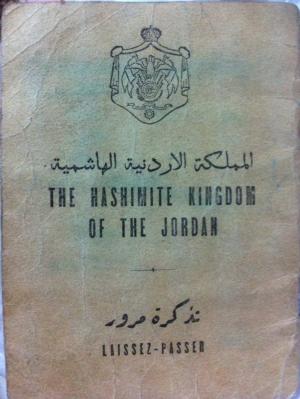 المملكة الاردنية الهاشمية
THE HASHIMITE KINGDOM
OF THE JORDAN
تذكرة مرور
LAISSEZ-PASSER